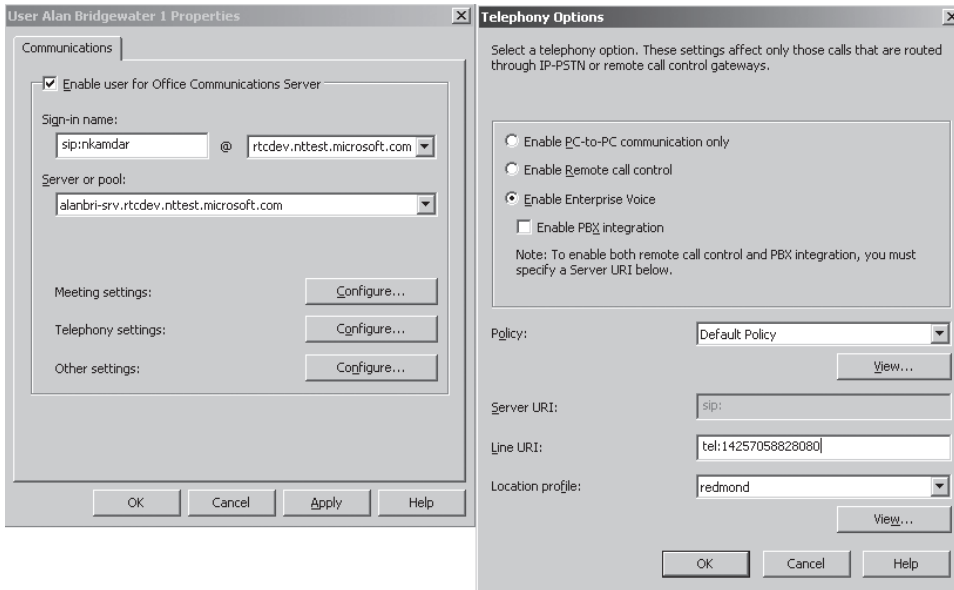 User Alan Bridgewater 1 Properties
Communications
Enable user for Office Communications Server
Sign-in name:
sip:nkamdar @ rtcdev.nttest.microsoft.com
Server or pool:
alanbri-srv.rtcdev.nttest.microsoft.com
Meeting settings: Configure...
Telephony settings: Configure...
Other settings: Configure...
OK Cancel Apply Help
Telephony Options
Select a telephony option. These settings affect only those calls that are routed
through IP-PSTN or remote call control gateways.
Enable PC-to-PC communication only
Enable Remote call control
Enable Enterprise Voice
Enable PBX integration
Note: To enable both remote call control and PBX integration, you must
specify a Server URI below.
Policy: Default Policy
View...
Server URI: sip:
Line URI: tel:14257058828080
Location profile: redmond
View...
OK Cancel Help